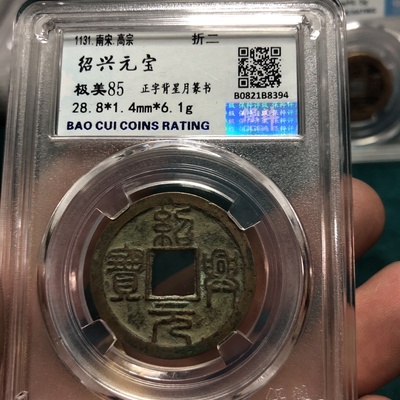 1131.南宋.高宗
折二
绍兴元宝
极美85 正字背星月篆书
28.8*1.4mm*6.1g
B0821B8394
BAO CUI COINS RATING
紹興元寶